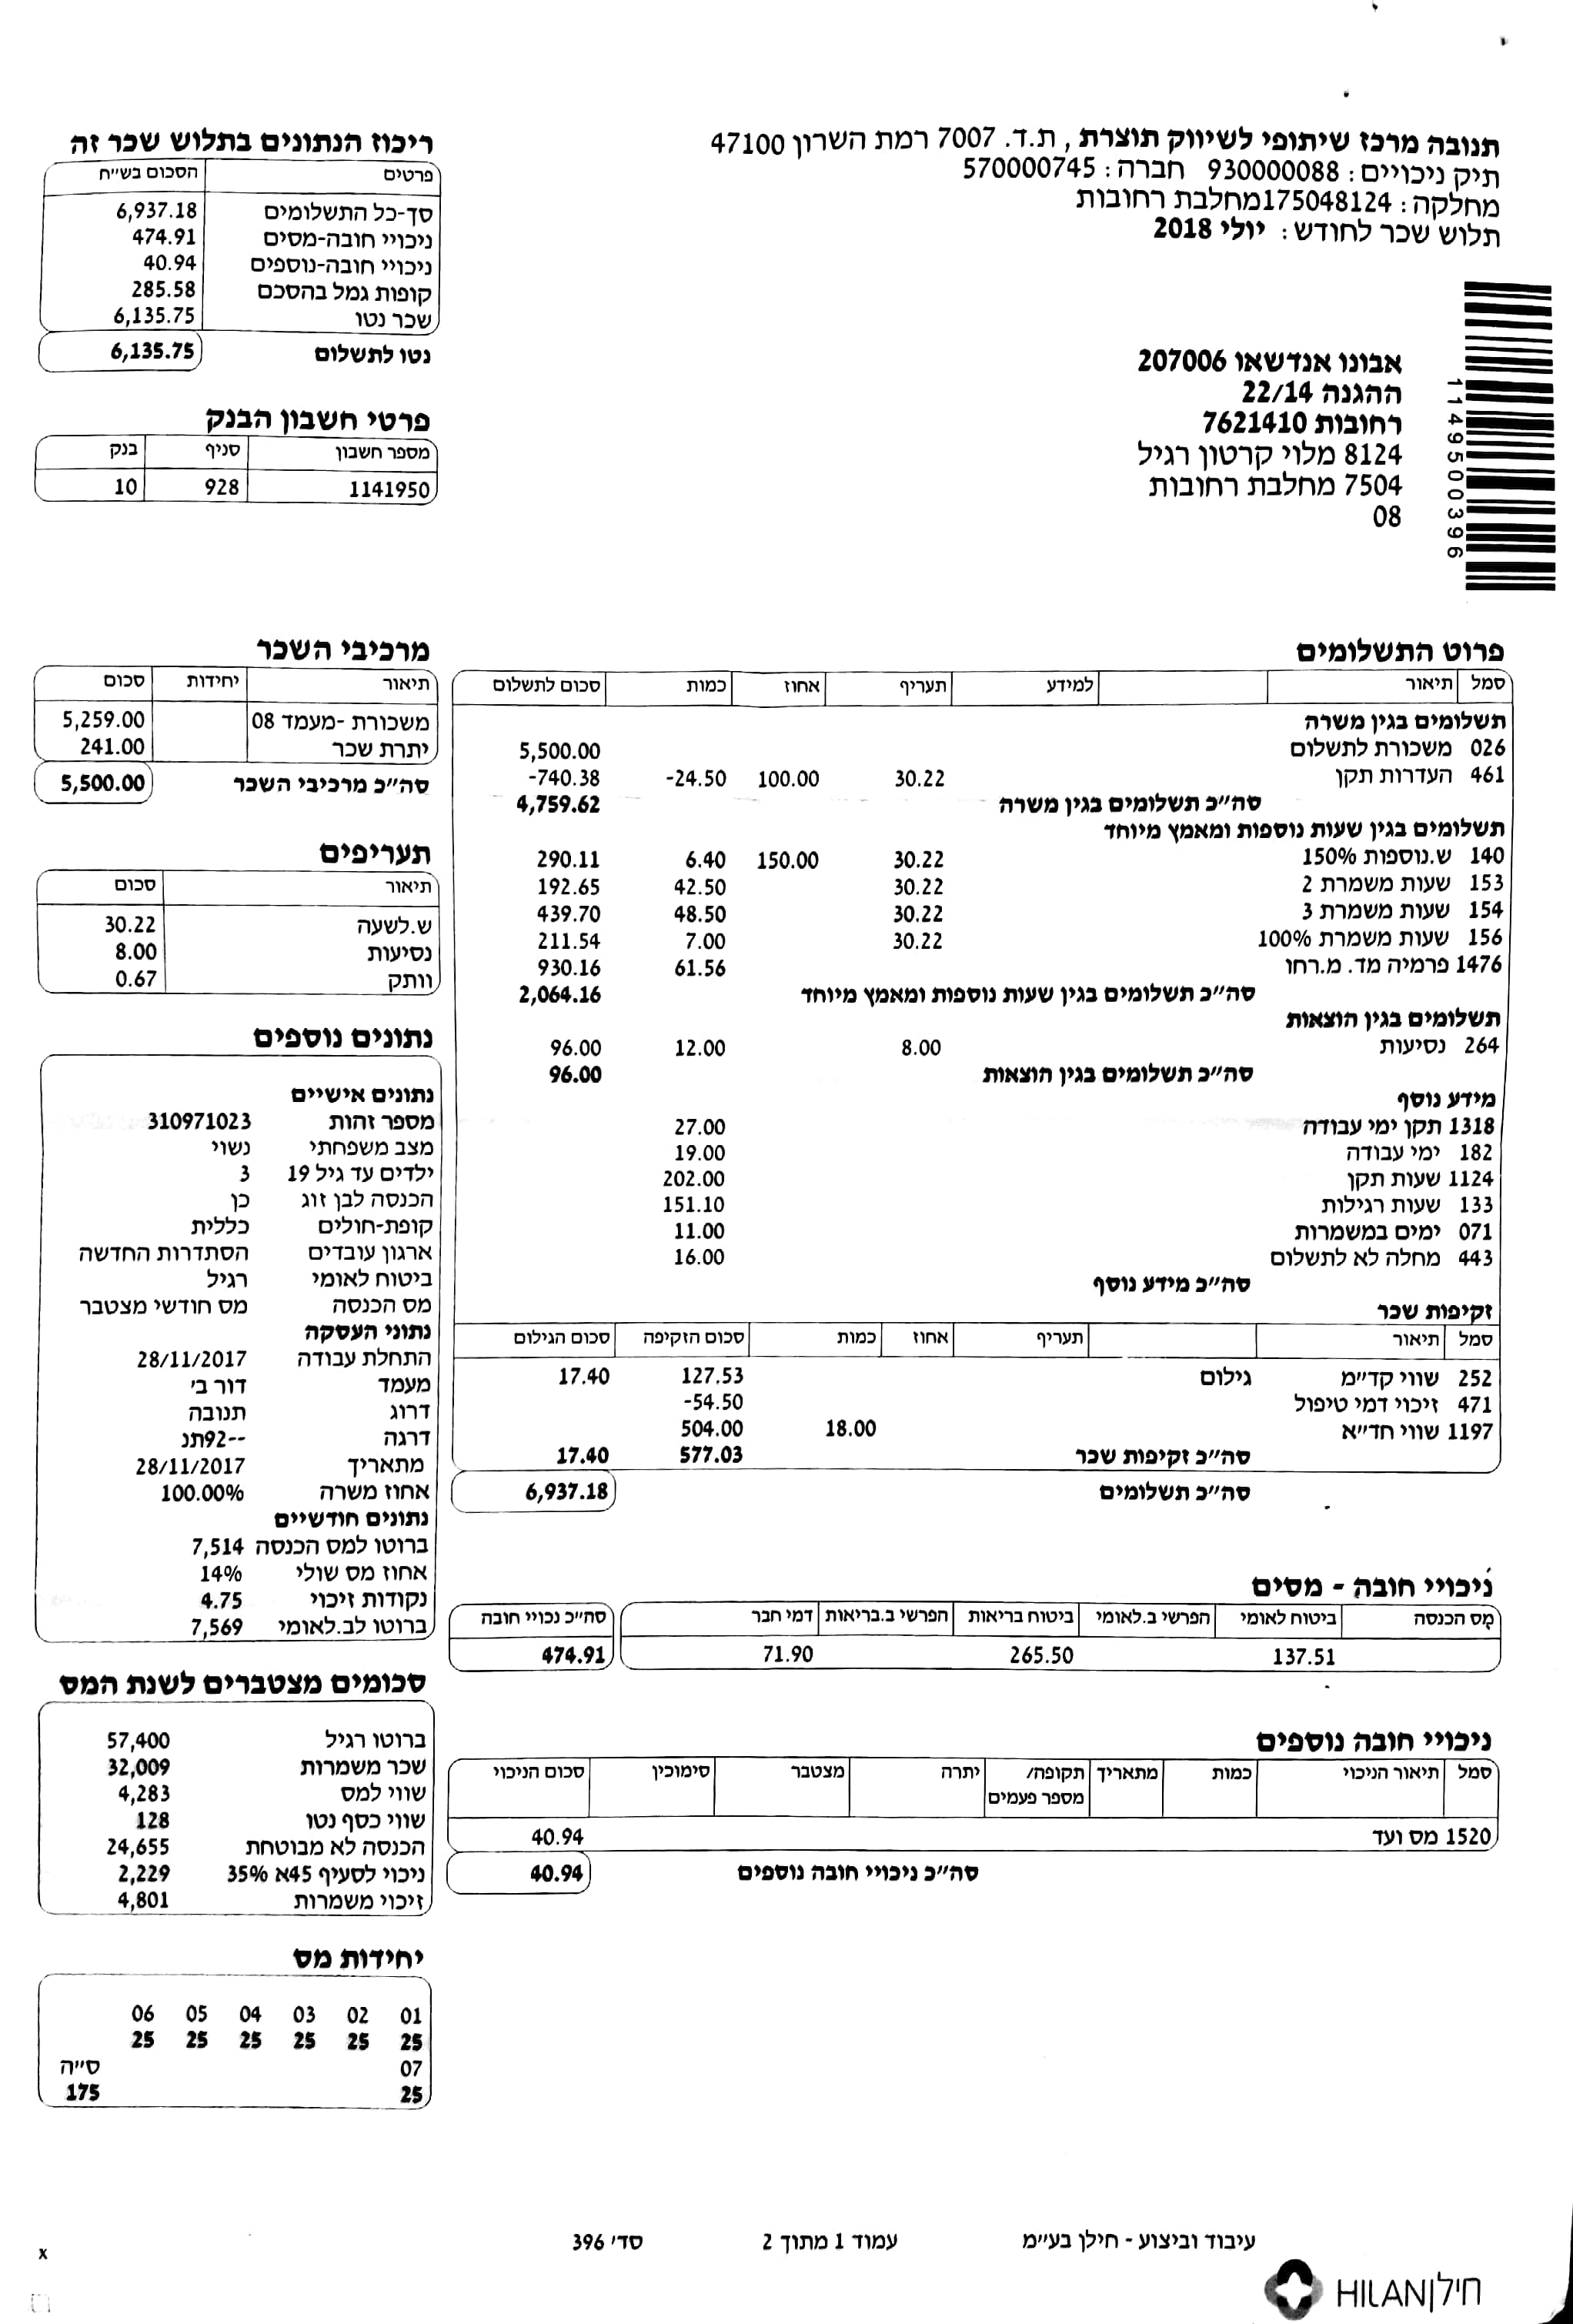 תנובה מרכז שיתופי לשיווק תוצרת , ת.ד. 7007 רמת השרון 47100
תיק ניכויים : 930000088 חברה : 570000745
מחלקה : 175048124מחלבת רחובות
תלוש שכר לחודש : יולי 2018
ריכוז הנתונים בתלוש שכר זה
פרטים הסכום בש"ח
סך-כל התשלומים 6,937.18
ניכויי חובה-מסים 474.91
ניכויי חובה-נוספים 40.94
קופות גמל בהסכם 285.58
שכר נטו 6,135.75
נטו לתשלום 6,135.75
1149500396
אבונו אנדשאו 207006
ההגנה 22/14
רחובות 7621410
8124 מלוי קרטון רגיל
7504 מחלבת רחובות
08
פרטי חשבון הבנק
מספר חשבון סניף בנק
1141950 928 10
פרוט התשלומים
סמל תיאור למידע תעריף אחוז כמות סכום לתשלום
תשלומים בגין משרה
026 משכורת לתשלום 5,500.00
461 העדרות תקן 30.22 100.00 -24.50 -740.38
סה"כ תשלומים בגין משרה 4,759.62
תשלומים בגין שעות נוספות ומאמץ מיוחד
140 ש.נוספות 150% 30.22 150.00 6.40 290.11
153 שעות משמרת 2 30.22 42.50 192.65
154 שעות משמרת 3 30.22 48.50 439.70
156 שעות משמרת 100% 30.22 7.00 211.54
1476 פרמיה מד. מ.רחו 61.56 930.16
סה"כ תשלומים בגין שעות נוספות ומאמץ מיוחד 2,064.16
תשלומים בגין הוצאות
264 נסיעות 8.00 12.00 96.00
סה"כ תשלומים בגין הוצאות 96.00
מידע נוסף
1318 תקן ימי עבודה 27.00
182 ימי עבודה 19.00
1124 שעות תקן 202.00
133 שעות רגילות 151.10
071 ימים במשמרות 11.00
443 מחלה לא לתשלום 16.00
סה"כ מידע נוסף
זקיפות שכר
סמל תיאור תעריף אחוז כמות סכום הזקיפה סכום הגילום
252 שווי קד"מ גילום 127.53 17.40
471 זיכוי דמי טיפול -54.50
1197 שווי חד"א 18.00 504.00
סה"כ זקיפות שכר 577.03 17.40
סה"כ תשלומים 6,937.18
מרכיבי השכר
תיאור יחידות סכום
משכורת -מעמד 08 5,259.00
יתרת שכר 241.00
סה"כ מרכיבי השכר 5,500.00
תעריפים
תיאור סכום
ש.לשעה 30.22
נסיעות 8.00
וותק 0.67
נתונים נוספים
נתונים אישיים
מספר זהות 310971023
מצב משפחתי נשוי
ילדים עד גיל 19 3
הכנסה לבן זוג כן
קופת-חולים כללית
ארגון עובדים הסתדרות החדשה
ביטוח לאומי רגיל
מס הכנסה מס חודשי מצטבר
נתוני העסקה
התחלת עבודה 28/11/2017
מעמד דור ב'
דרוג תנובה
דרגה --92תנ
מתאריך 28/11/2017
אחוז משרה 100.00%
נתונים חודשיים
ברוטו למס הכנסה 7,514
אחוז מס שולי 14%
נקודות זיכוי 4.75
ברוטו לב.לאומי 7,569
ניכויי חובה - מסים
מס הכנסה ביטוח לאומי הפרשי ב.לאומי ביטוח בריאות הפרשי ב.בריאות דמי חבר סה"כ נכויי חובה
137.51 265.50 71.90 474.91
סכומים מצטברים לשנת המס
ברוטו רגיל 57,400
שכר משמרות 32,009
שווי למס 4,283
שווי כסף נטו 128
הכנסה לא מבוטחת 24,655
ניכוי לסעיף 45א 35% 2,229
זיכוי משמרות 4,801
ניכויי חובה נוספים
סמל תיאור הניכוי כמות מתאריך תקופה/ יתרה מצטבר סימוכין סכום הניכוי
מספר פעמים
1520 מס ועד 40.94
סה"כ ניכויי חובה נוספים 40.94
יחידות מס
01 02 03 04 05 06
25 25 25 25 25 25
07 ס"ה
25 175
עיבוד וביצוע - חילן בע"מ עמוד 1 מתוך 2 סד' 396
x
חילן HILAN